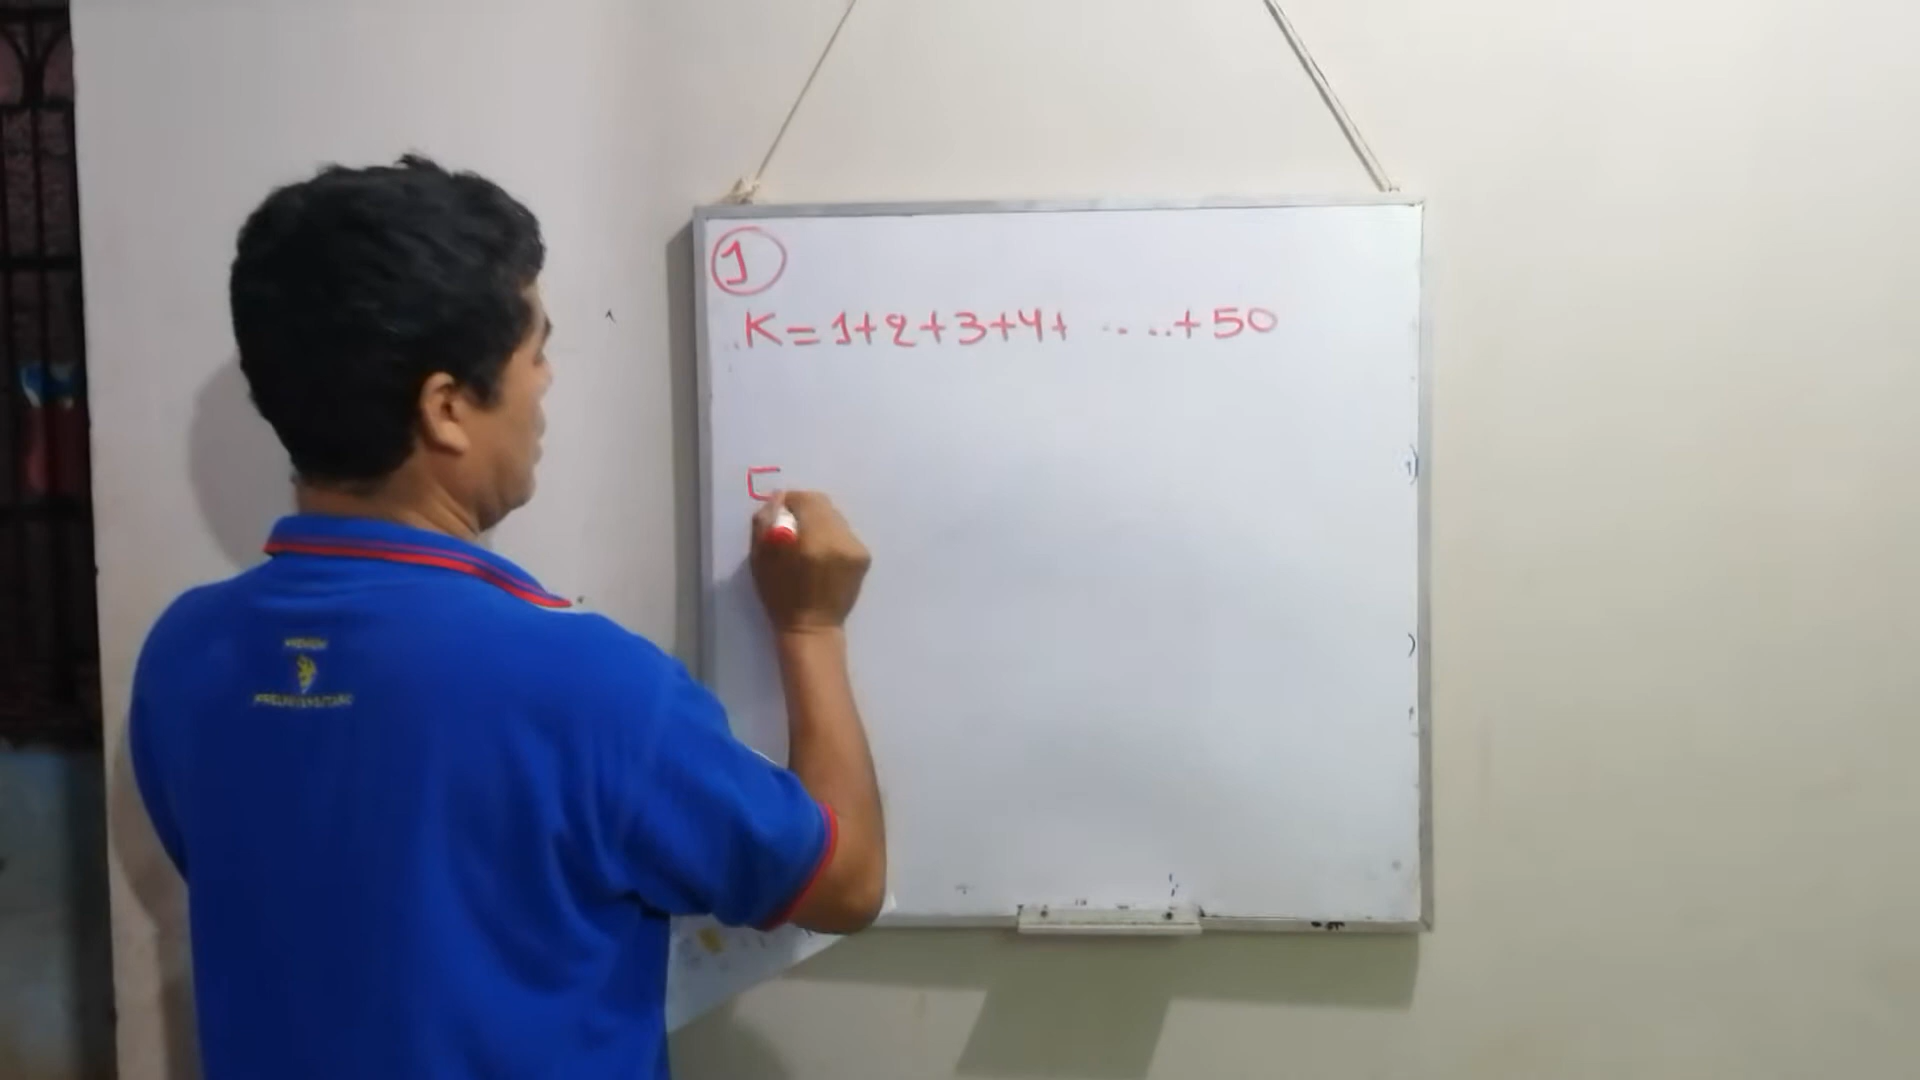 1
K = 1+2+3+4+ .. ...+ 50